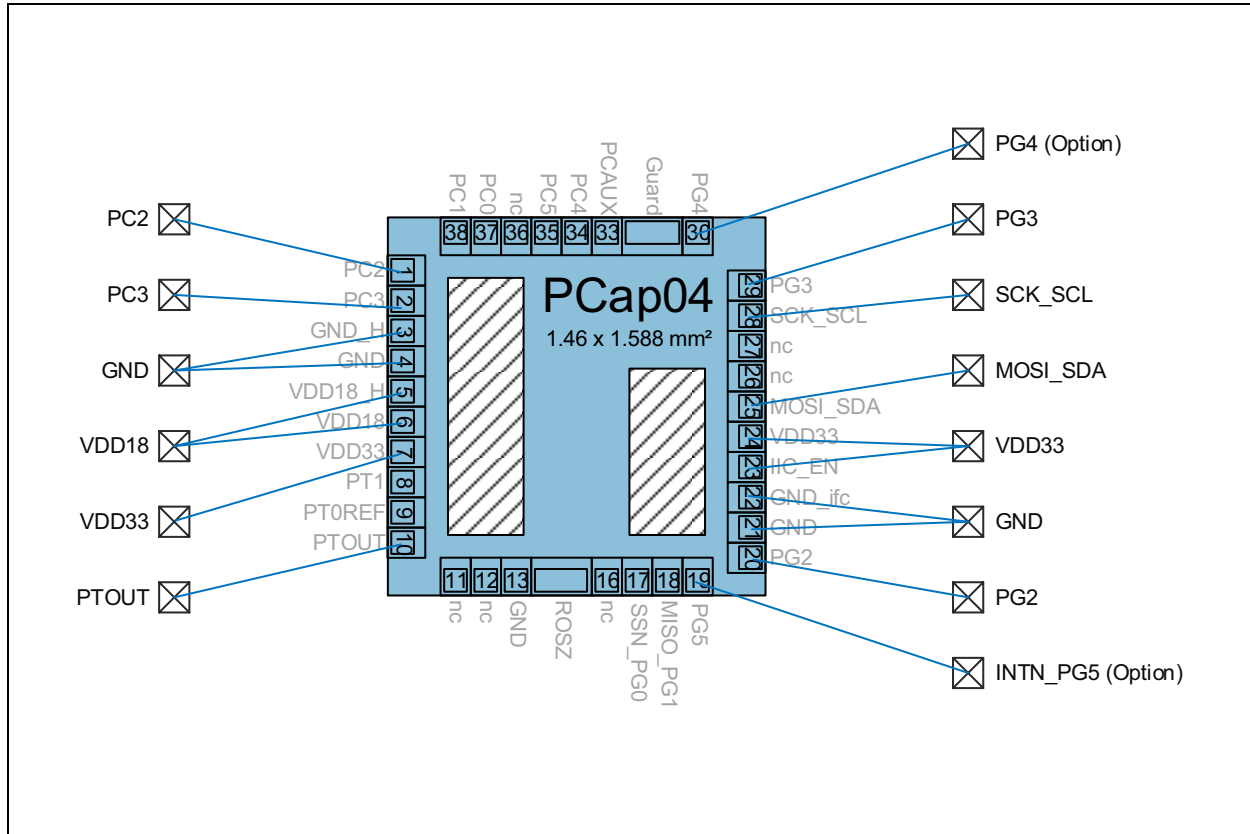 PG4 (Option)
PG3
SCK_SCL
MOSI_SDA
VDD33
GND
PG2
INTN_PG5 (Option)
PC2
PC3
GND
VDD18
VDD33
PTOUT
PC1
PC0
nc
PC5
PC4
PCAUX
Guard
PG4
38
37
36
35
34
33
30
PCap04
1.46 x 1.588 mm²
PC2 1
PC3 2
GND_H 3
GND 4
VDD18_H 5
VDD18 6
VDD33 7
PT1 8
PT0REF 9
PTOUT 10
29 PG3
28 SCK_SCL
27 nc
26 nc
25 MOSI_SDA
24 VDD33
23 IIC_EN
22 GND_ifc
21 GND
20 PG2
11
12
13
16
17
18
19
nc
nc
GND
ROSZ
nc
SSN_PG0
MISO_PG1
PG5